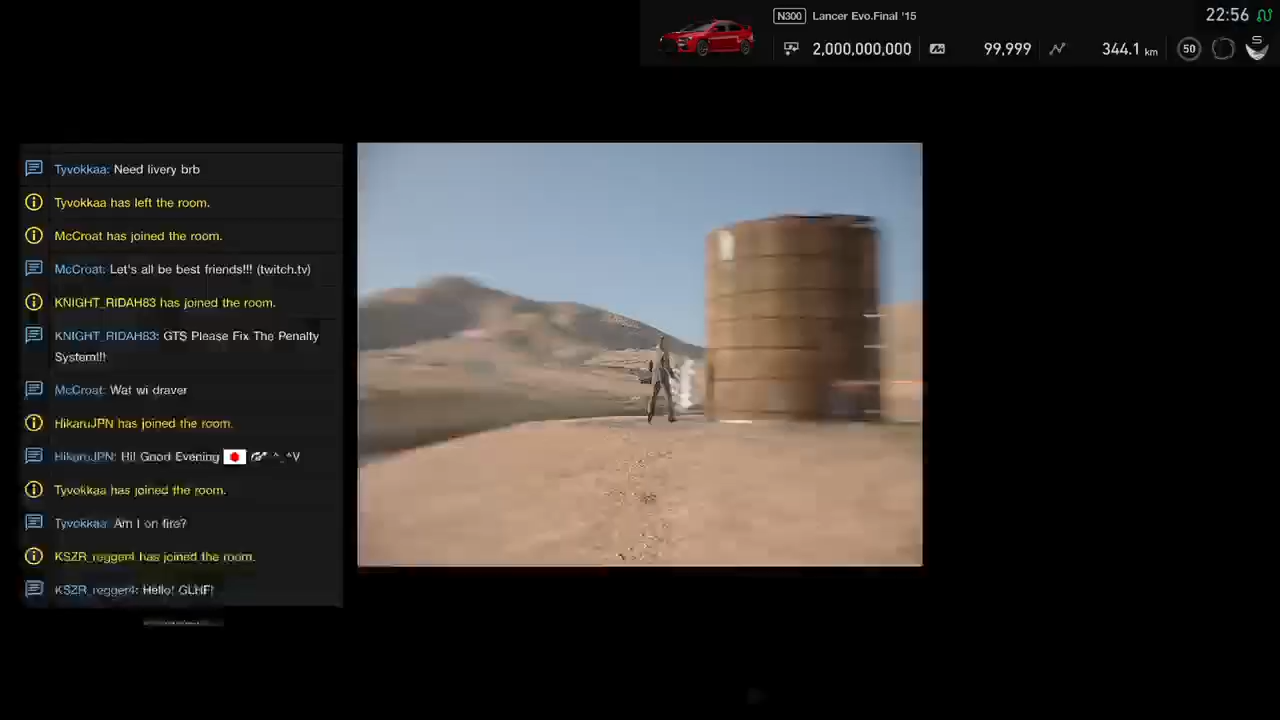 N300 Lancer Evo.Final '15
22:56
2,000,000,000 99,999 344.1 km 50 S
Tyvokkaa: Need livery brb
Tyvokkaa has left the room.
McCroat has joined the room.
McCroat: Let's all be best friends!!! (twitch.tv)
KNIGHT_RIDAH83 has joined the room.
KNIGHT_RIDAH83: GTS Please Fix The Penalty
System!!!
McCroat: Wat wi draver
HikaruJPN has joined the room.
HikaruJPN: Hi! Good Evening 🇯🇵 ^_^V
Tyvokkaa has joined the room.
Tyvokkaa: Am I on fire?
KSZR_regger4 has joined the room.
KSZR_regger4: Hello! GLHF!